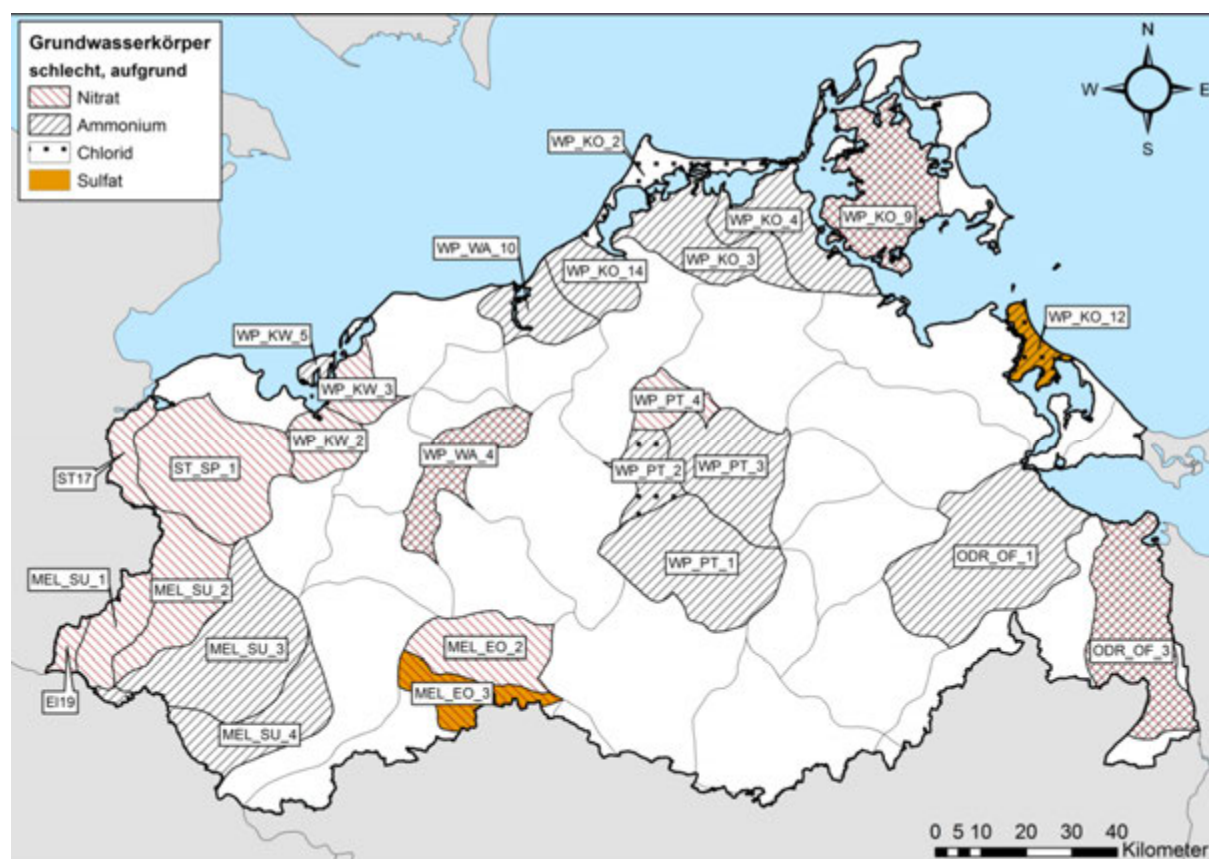 Grundwasserkörper
schlecht, aufgrund
Nitrat
Ammonium
Chlorid
Sulfat
N
W
E
S
WP_KO_2
WP_KO_9
WP_KO_4
WP_WA_10
WP_KO_14
WP_KO_3
WP_KO_12
WP_KW_5
WP_KW_3
WP_PT_4
WP_KW_2
WP_WA_4
ST17
ST_SP_1
WP_PT_2
WP_PT_3
WP_PT_1
ODR_OF_1
MEL_SU_1
MEL_SU_2
MEL_SU_3
MEL_EO_2
ODR_OF_3
EI19
MEL_EO_3
MEL_SU_4
0 5 10 20 30 40
Kilometer